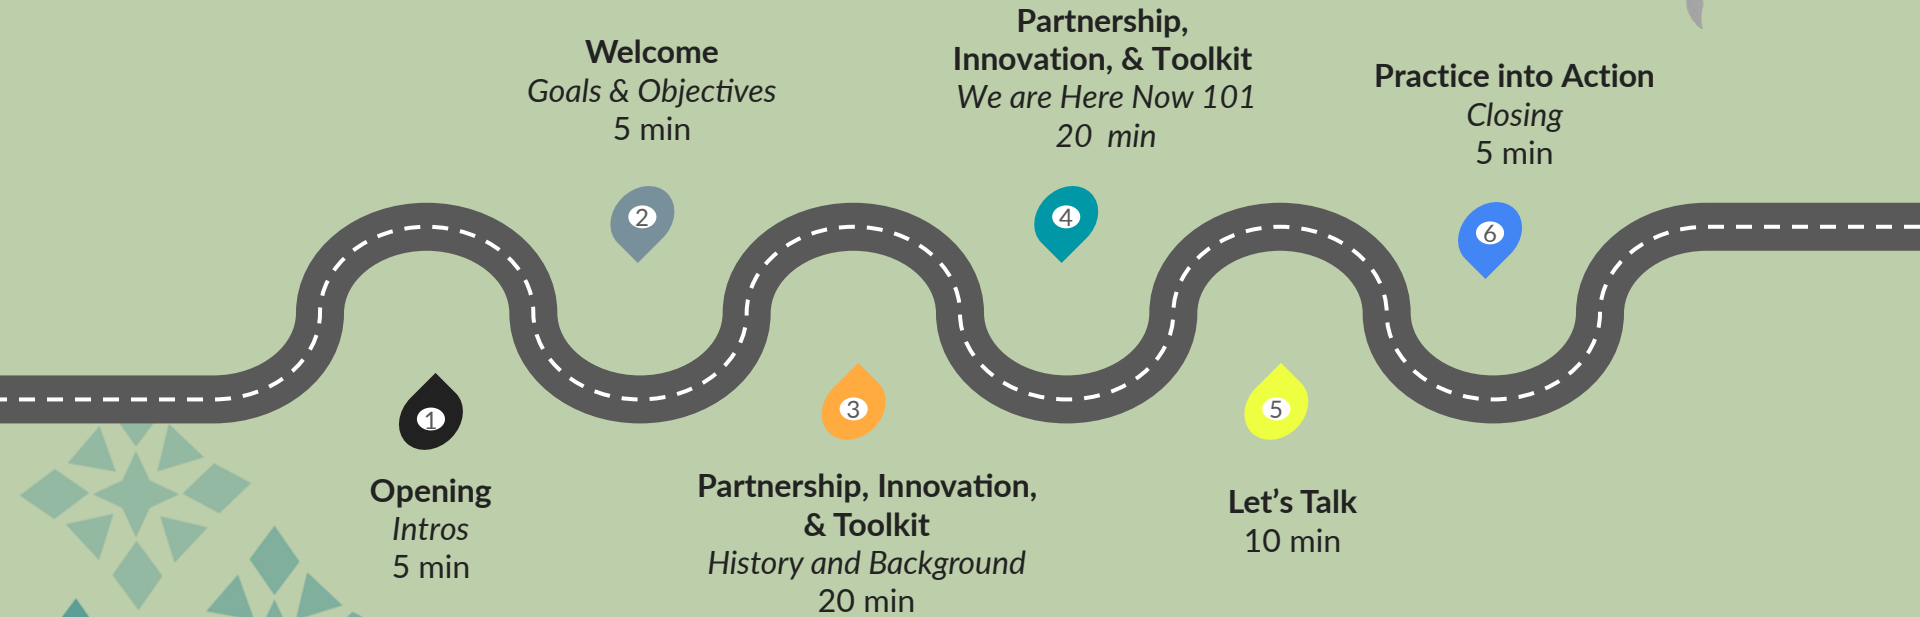 1
Opening
Intros
5 min
2
Welcome
Goals & Objectives
5 min
3
Partnership, Innovation,
& Toolkit
History and Background
20 min
4
Partnership,
Innovation, & Toolkit
We are Here Now 101
20  min
5
Let’s Talk
10 min
6
Practice into Action
Closing
5 min